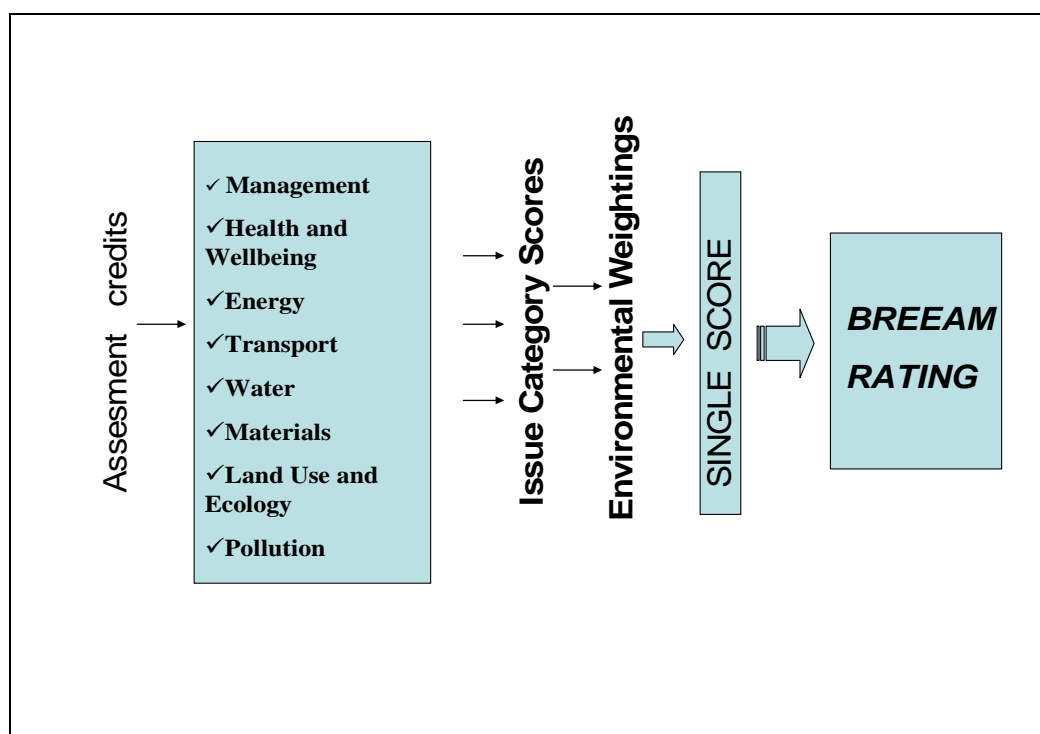 Assesment credits
✓ Management
✓Health and
Wellbeing
✓Energy
✓Transport
✓Water
✓Materials
✓Land Use and
Ecology
✓Pollution
Issue Category Scores
Environmental Weightings
SINGLE SCORE
BREEAM
RATING